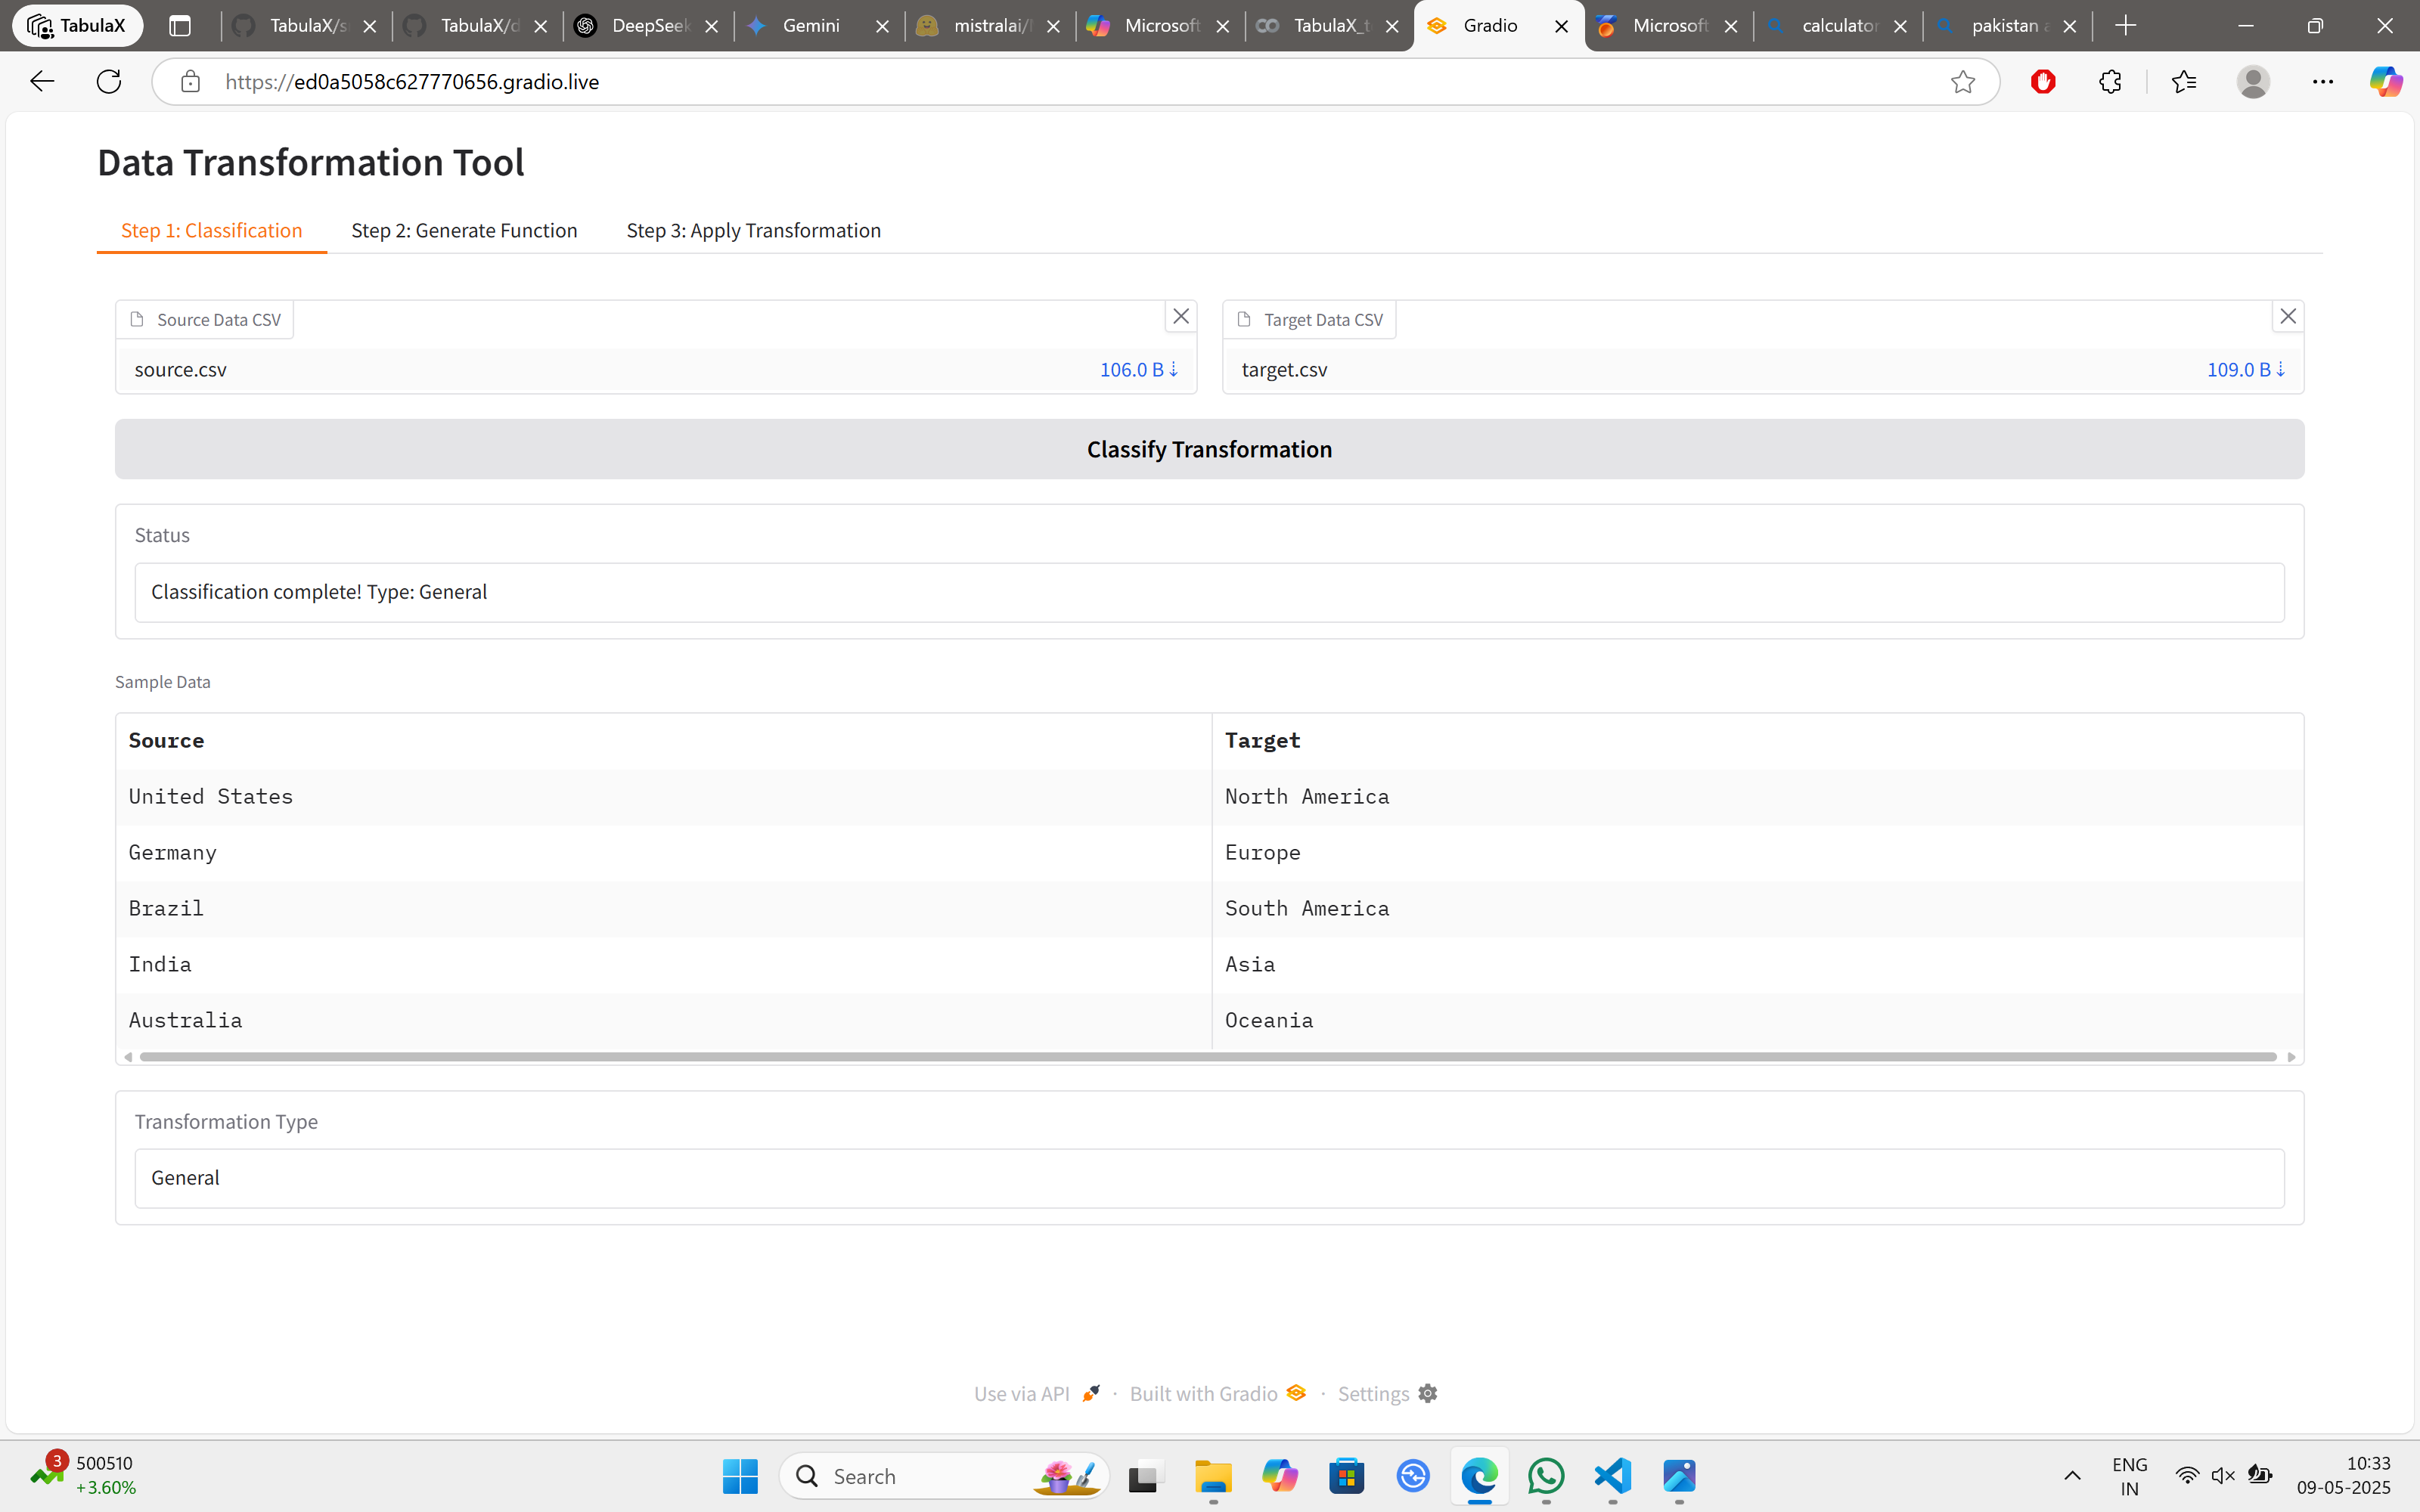 TabulaX
TabulaX/s
TabulaX/d
DeepSeek
Gemini
mistralai/
Microsoft
TabulaX_t
Gradio
Microsoft
calculator
pakistan a
https://ed0a5058c627770656.gradio.live
Data Transformation Tool
Step 1: Classification Step 2: Generate Function Step 3: Apply Transformation
Source Data CSV Target Data CSV
source.csv 106.0 B ⇣ target.csv 109.0 B ⇣
Classify Transformation
Status
Classification complete! Type: General
Sample Data
Source Target
United States North America
Germany Europe
Brazil South America
India Asia
Australia Oceania
Transformation Type
General
Use via API · Built with Gradio · Settings
3
500510
+3.60%
Search
ENG
IN
10:33
09-05-2025